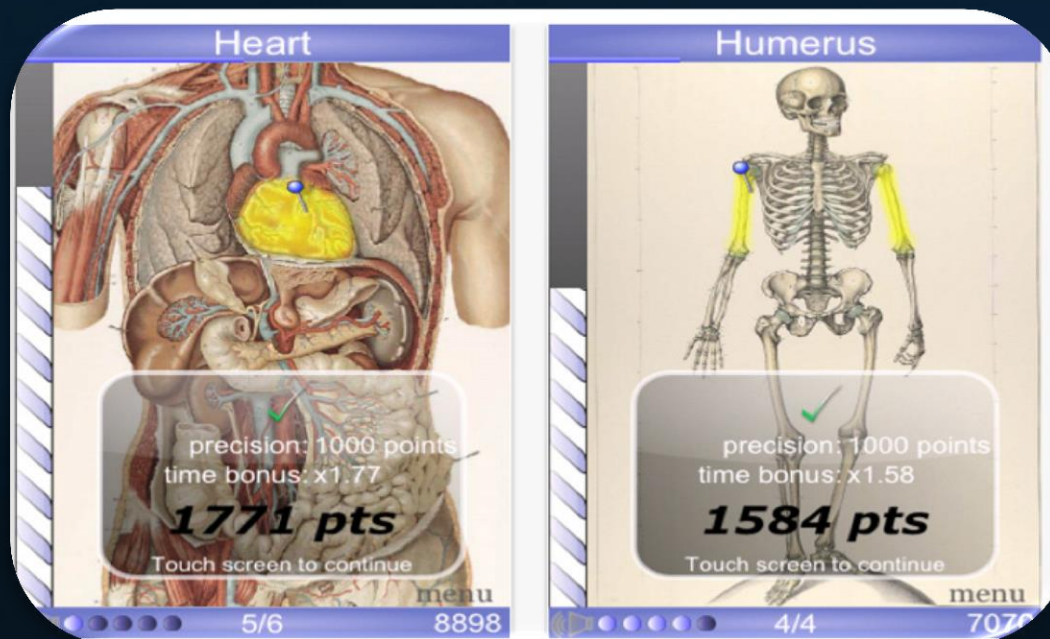 Heart
precision: 1000 points
time bonus: x1.77
1771 pts
Touch screen to continue
menu
5/6
8898
Humerus
precision: 1000 points
time bonus: x1.58
1584 pts
Touch screen to continue
menu
4/4
7070